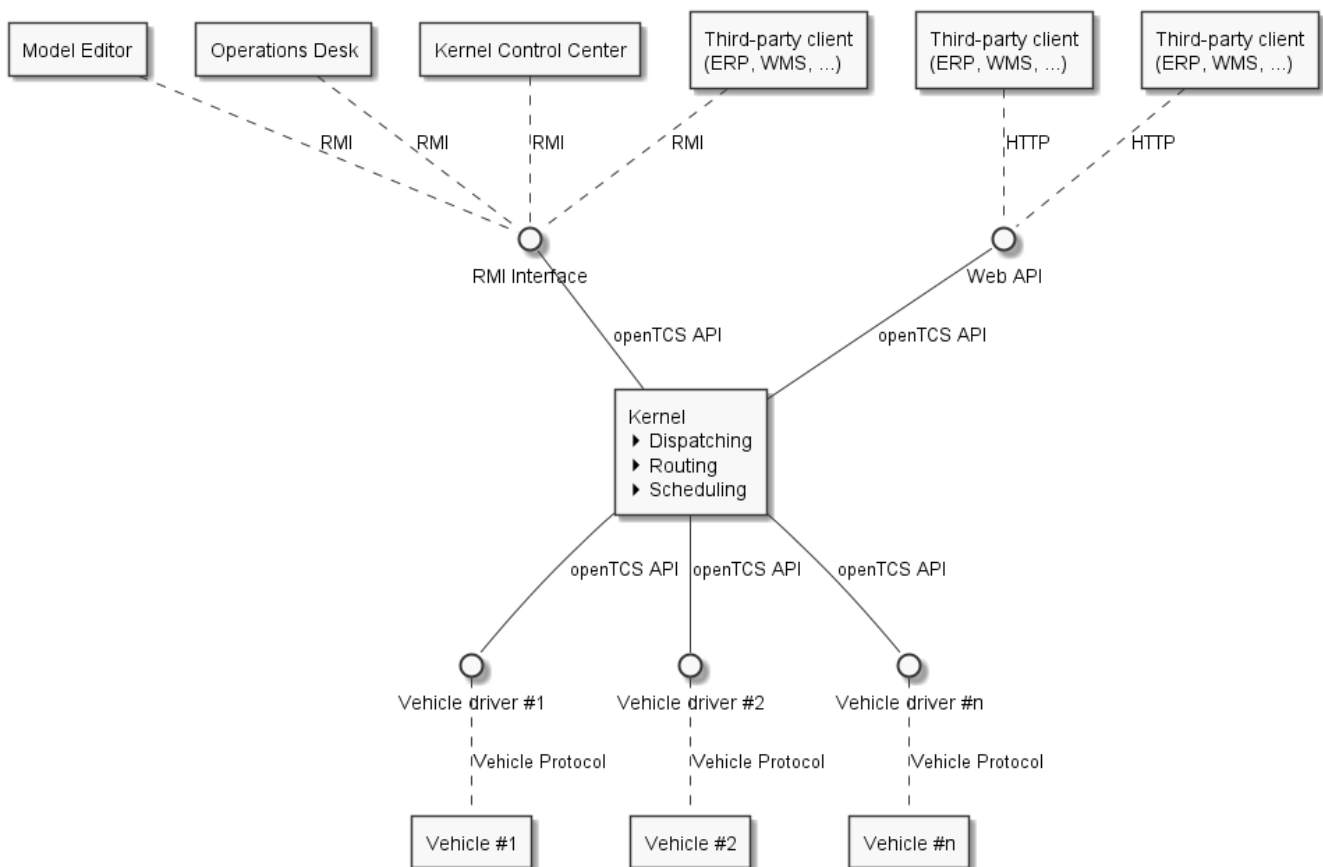 Model Editor
Operations Desk
Kernel Control Center
Third-party client
(ERP, WMS, ...)
Third-party client
(ERP, WMS, ...)
Third-party client
(ERP, WMS, ...)
RMI
RMI
RMI
RMI
HTTP
HTTP
RMI Interface
Web API
openTCS API
openTCS API
Kernel
Dispatching
Routing
Scheduling
openTCS API
openTCS API
openTCS API
Vehicle driver #1
Vehicle driver #2
Vehicle driver #n
Vehicle Protocol
Vehicle Protocol
Vehicle Protocol
Vehicle #1
Vehicle #2
Vehicle #n